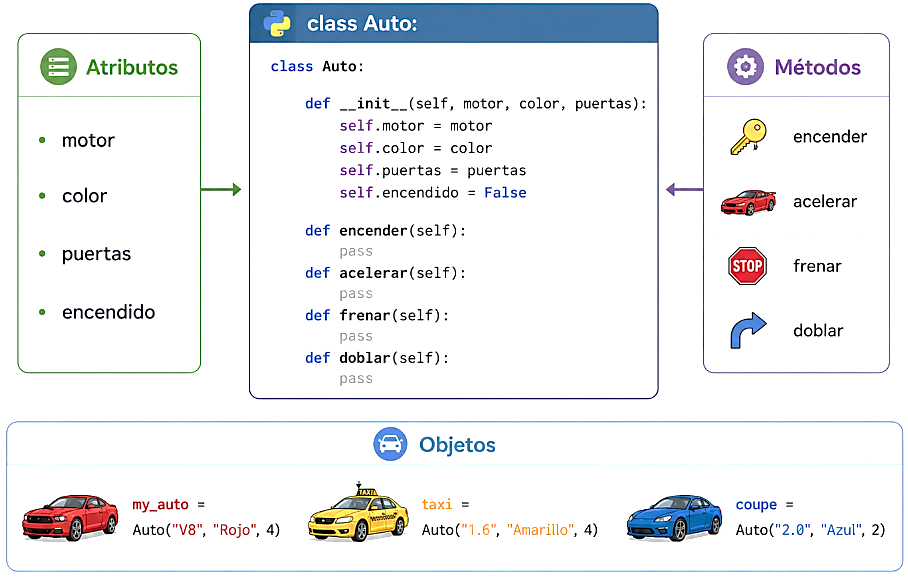 Atributos
motor
color
puertas
encendido
class Auto:
class Auto:
def __init__(self, motor, color, puertas):
self.motor = motor
self.color = color
self.puertas = puertas
self.encendido = False
def encender(self):
pass
def acelerar(self):
pass
def frenar(self):
pass
def doblar(self):
pass
Métodos
encender
acelerar
STOP
frenar
doblar
Objetos
my_auto =
Auto("V8", "Rojo", 4)
TAXI
taxi =
Auto("1.6", "Amarillo", 4)
coupe =
Auto("2.0", "Azul", 2)